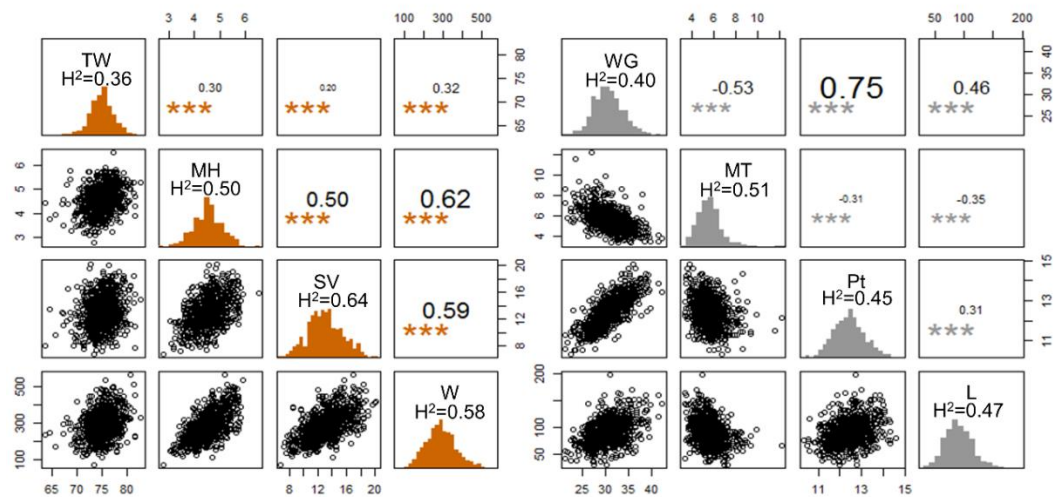 3 4 5 6 100 300 500 4 6 8 10 50 100 200
TW
H²=0.36
0.30
***
0.20
***
0.32
***
65 70 75 80
WG
H²=0.40
-0.53
***
0.75
***
0.46
***
25 30 35 40
3 4 5 6
MH
H²=0.50
0.50
***
0.62
***
4 6 8 10
MT
H²=0.51
-0.31
***
-0.35
***
SV
H²=0.64
0.59
***
8 12 16 20
Pt
H²=0.45
0.31
***
11 13 15
100 300 500
W
H²=0.58
50 100 150 200
L
H²=0.47
65 70 75 80 8 12 16 20 25 30 35 40 11 13 15